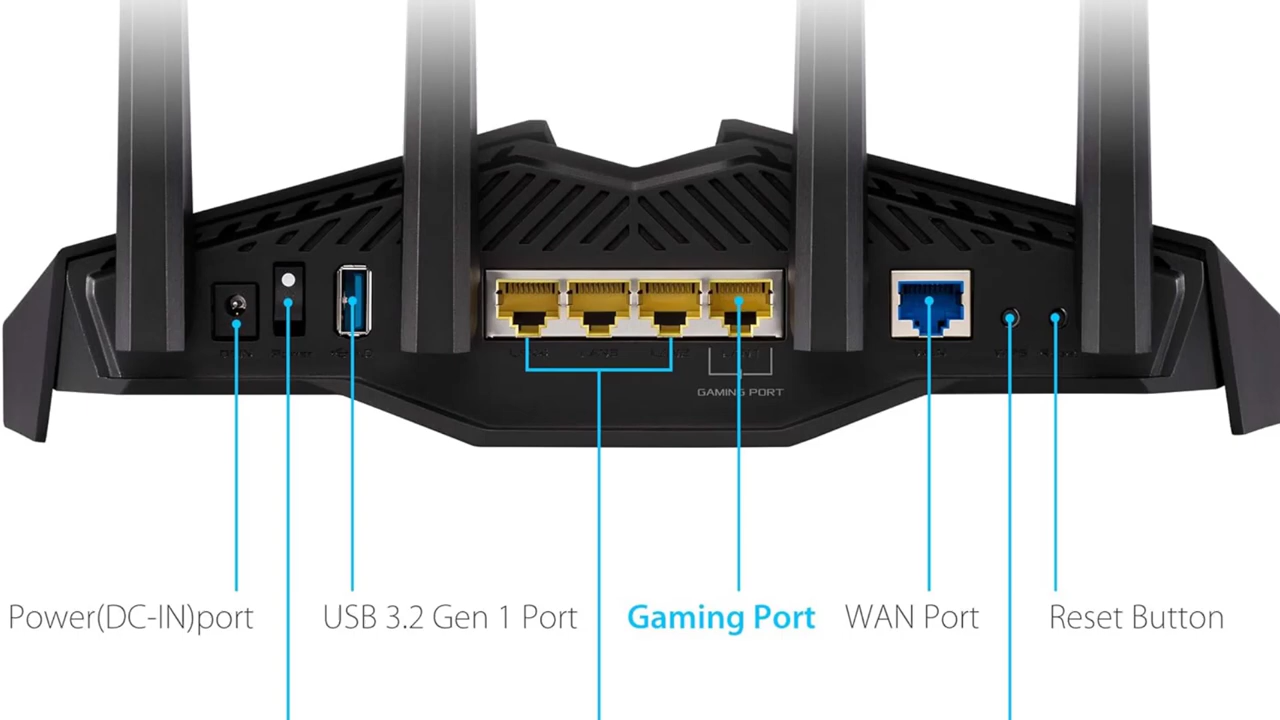 GAMING PORT
Power(DC-IN)port
USB 3.2 Gen 1 Port
Gaming Port
WAN Port
Reset Button